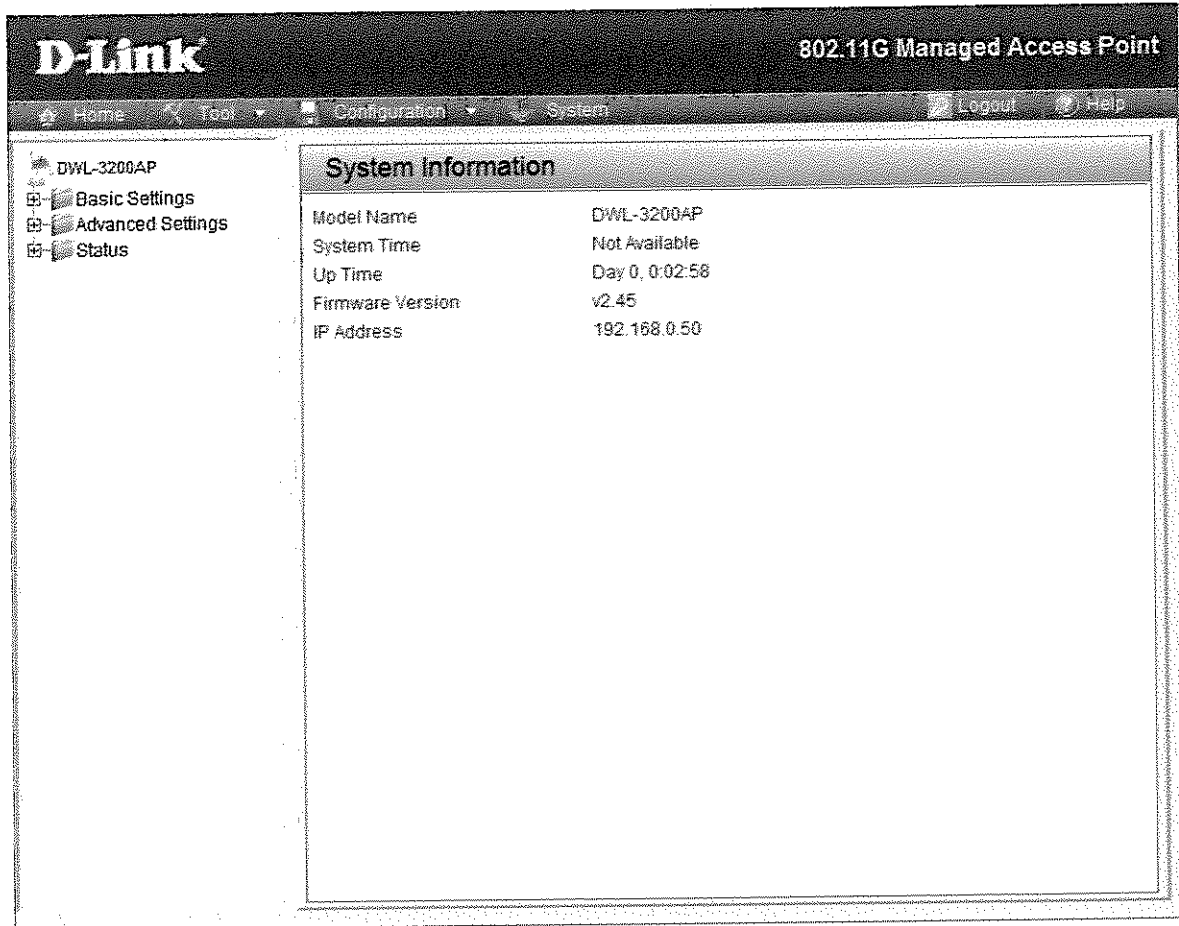 D-Link
802.11G Managed Access Point
Home Tool Configuration System Logout Help
DWL-3200AP
Basic Settings
Advanced Settings
Status
System Information
Model Name DWL-3200AP
System Time Not Available
Up Time Day 0, 0:02:58
Firmware Version v2.45
IP Address 192.168.0.50